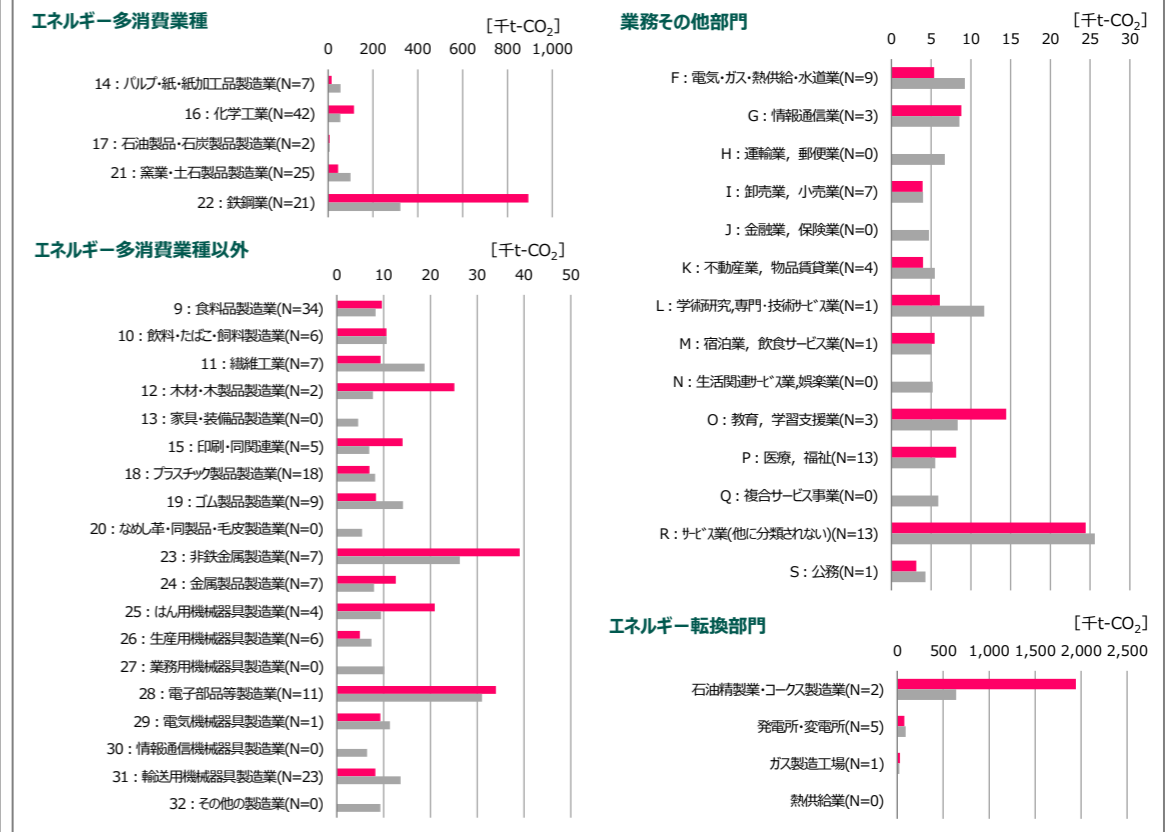 エネルギー多消費業種
[千t-CO₂]
0 200 400 600 800 1,000
14：パルプ・紙・紙加工品製造業(N=7)
16：化学工業(N=42)
17：石油製品・石炭製品製造業(N=2)
21：窯業・土石製品製造業(N=25)
22：鉄鋼業(N=21)
エネルギー多消費業種以外
[千t-CO₂]
0 10 20 30 40 50
9：食料品製造業(N=34)
10：飲料・たばこ・飼料製造業(N=6)
11：繊維工業(N=7)
12：木材・木製品製造業(N=2)
13：家具・装備品製造業(N=0)
15：印刷・同関連業(N=5)
18：プラスチック製品製造業(N=18)
19：ゴム製品製造業(N=9)
20：なめし革・同製品・毛皮製造業(N=0)
23：非鉄金属製造業(N=7)
24：金属製品製造業(N=7)
25：はん用機械器具製造業(N=4)
26：生産用機械器具製造業(N=6)
27：業務用機械器具製造業(N=0)
28：電子部品等製造業(N=11)
29：電気機械器具製造業(N=1)
30：情報通信機械器具製造業(N=0)
31：輸送用機械器具製造業(N=23)
32：その他の製造業(N=0)
業務その他部門
[千t-CO₂]
0 5 10 15 20 25 30
F：電気・ガス・熱供給・水道業(N=9)
G：情報通信業(N=3)
H：運輸業，郵便業(N=0)
I：卸売業，小売業(N=7)
J：金融業，保険業(N=0)
K：不動産業，物品賃貸業(N=4)
L：学術研究,専門・技術ｻｰﾋﾞｽ業(N=1)
M：宿泊業，飲食サービス業(N=1)
N：生活関連ｻｰﾋﾞｽ業,娯楽業(N=0)
O：教育，学習支援業(N=3)
P：医療，福祉(N=13)
Q：複合サービス事業(N=0)
R：ｻｰﾋﾞｽ業(他に分類されない)(N=13)
S：公務(N=1)
エネルギー転換部門
[千t-CO₂]
0 500 1,000 1,500 2,000 2,500
石油精製業・コークス製造業(N=2)
発電所・変電所(N=5)
ガス製造工場(N=1)
熱供給業(N=0)